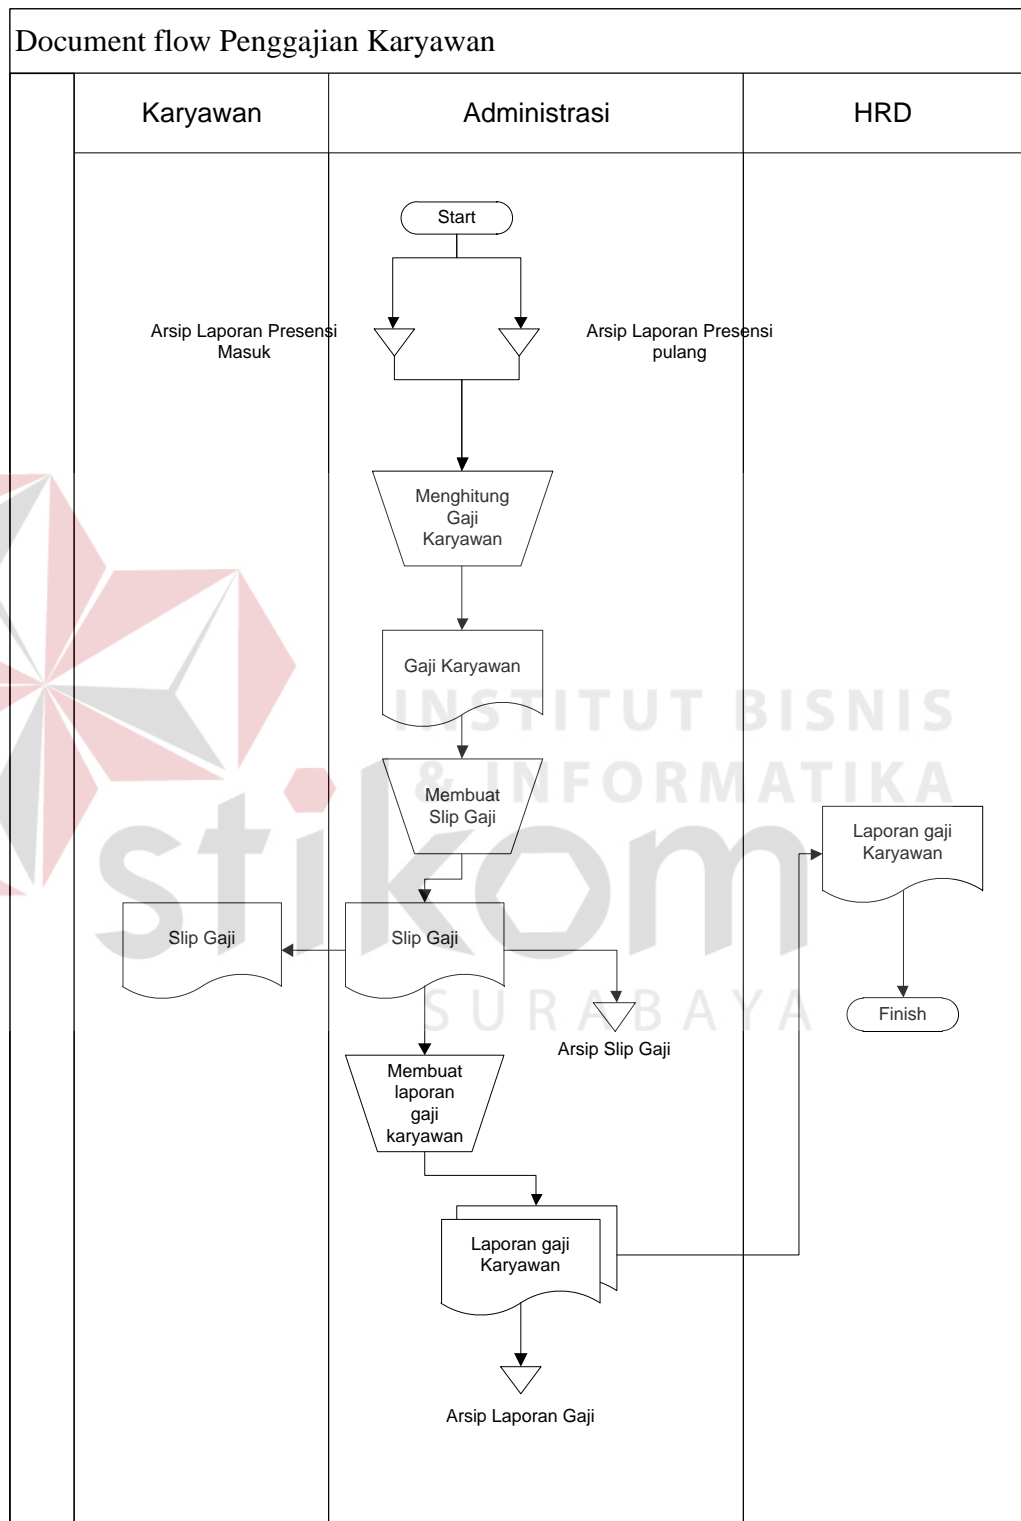 Document flow Penggajian Karyawan
Karyawan
Administrasi
HRD
Start
Arsip Laporan Presensi
Masuk
Arsip Laporan Presensi
pulang
Menghitung
Gaji
Karyawan
Gaji Karyawan
INSTITUT BISNIS
& INFORMATIKA
stikom
SURABAYA
Membuat
Slip Gaji
Laporan gaji
Karyawan
Slip Gaji
Slip Gaji
Finish
Arsip Slip Gaji
Membuat
laporan
gaji
karyawan
Laporan gaji
Karyawan
Arsip Laporan Gaji